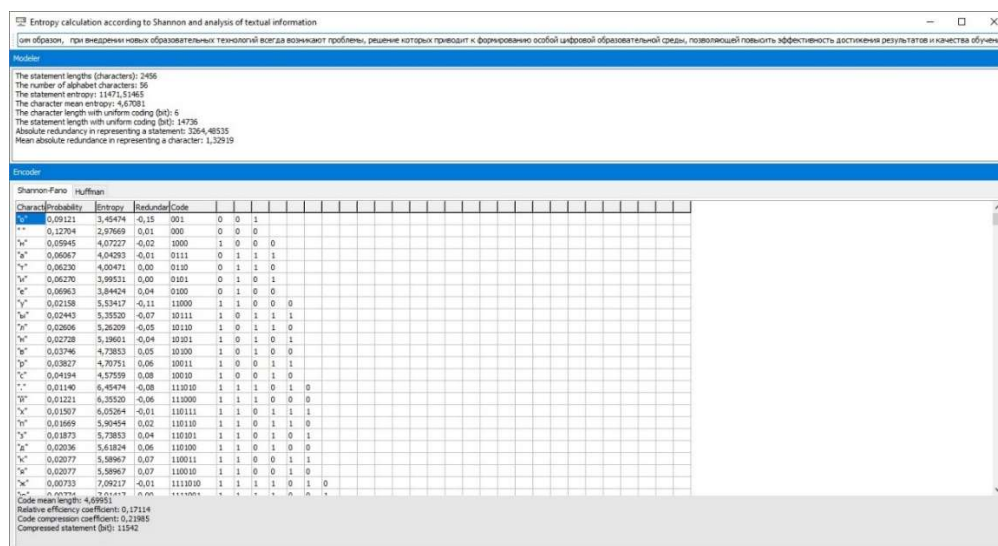 Entropy calculation according to Shannon and analysis of textual information
образом, при внедрении новых образовательных технологий всегда возникают проблемы, решение которых приводит к формированию особой цифровой образовательной среды, позволяющей повысить эффективность достижения результатов и качества обучен
Modeler
The statement lengths (characters): 2456
The number of alphabet characters: 56
The statement entropy: 11471,51465
The character mean entropy: 4,67081
The character length with uniform coding (bit): 6
The statement length with uniform coding (bit): 14736
Absolute redundancy in representing a statement: 3264,48535
Mean absolute redundance in representing a character: 1,32919
Encoder
Shannon-Fano Huffman
Characte Probability Entropy Redundar Code
"о" 0,09121 3,45474 -0,15 001 0 0 1
" " 0,12704 2,97669 0,01 000 0 0 0
"н" 0,05945 4,07227 -0,02 1000 1 0 0 0
"а" 0,06067 4,04293 -0,01 0111 0 1 1 1
"т" 0,06230 4,00471 0,00 0110 0 1 1 0
"и" 0,06270 3,99531 0,00 0101 0 1 0 1
"е" 0,06963 3,84424 0,04 0100 0 1 0 0
"у" 0,02158 5,53417 -0,11 11000 1 1 0 0 0
"ы" 0,02443 5,35520 -0,07 10111 1 0 1 1 1
"л" 0,02606 5,26209 -0,05 10110 1 0 1 1 0
0,02728 5,19601 -0,04 10101 1 0 1 0 1
"в" 0,03746 4,73853 0,05 10100 1 0 1 0 0
"р" 0,03827 4,70751 0,06 10011 1 0 0 1 1
"с" 0,04194 4,57559 0,08 10010 1 0 0 1 0
"." 0,01140 6,45474 -0,08 111010 1 1 1 0 1 0
"й" 0,01221 6,35520 -0,06 111000 1 1 1 0 0 0
"х" 0,01507 6,05264 -0,01 110111 1 1 0 1 1 1
"п" 0,01669 5,90454 0,02 110110 1 1 0 1 1 0
"з" 0,01873 5,73853 0,04 110101 1 1 0 1 0 1
"д" 0,02036 5,61824 0,06 110100 1 1 0 1 0 0
"к" 0,02077 5,58967 0,07 110011 1 1 0 0 1 1
"я" 0,02077 5,58967 0,07 110010 1 1 0 0 1 0
"ж" 0,00733 7,09217 -0,01 1111010 1 1 1 1 0 1 0
Code mean length: 4,69951
Relative efficiency coefficient: 0,17114
Code compression coefficient: 0,21985
Compressed statement (bit): 11542